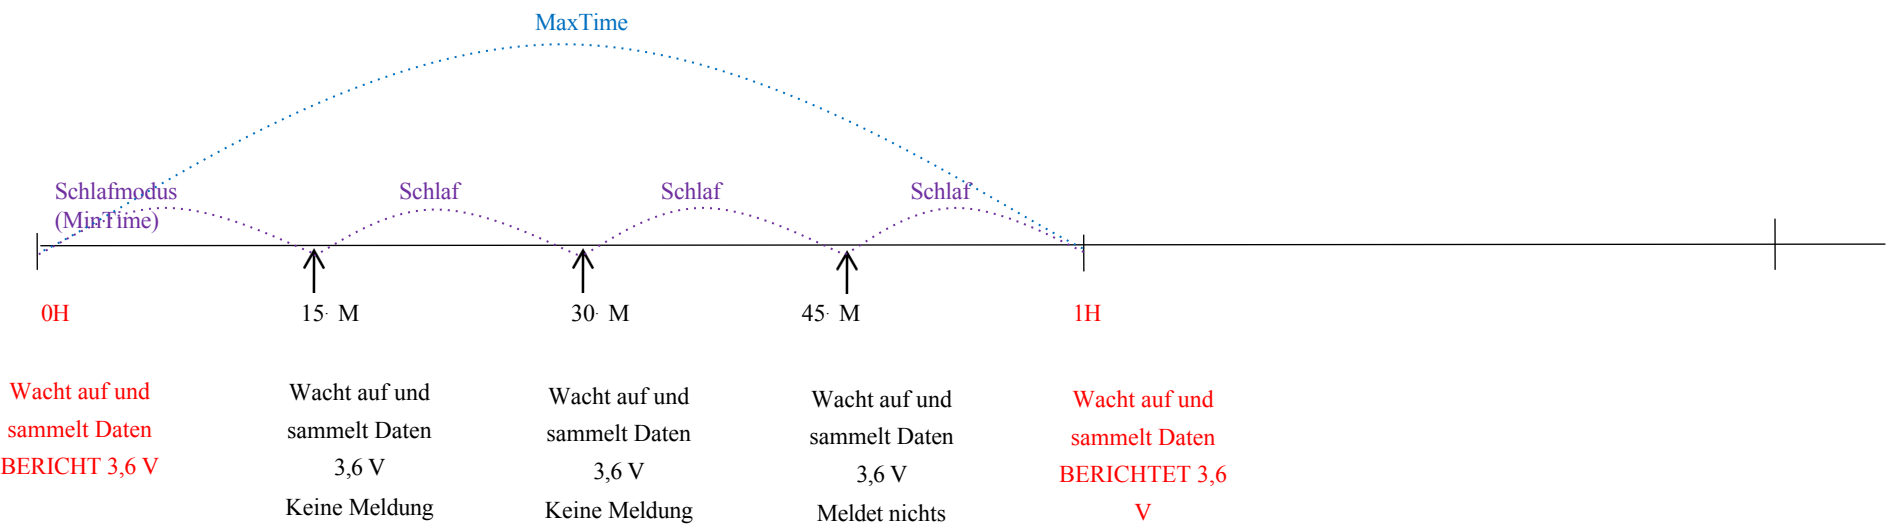 MaxTime
Schlafmodus
(MinTime)
Schlaf
Schlaf
Schlaf
0H
15 M
30 M
45 M
1H
Wacht auf und
sammelt Daten
BERICHT 3,6 V
Wacht auf und
sammelt Daten
3,6 V
Keine Meldung
Wacht auf und
sammelt Daten
3,6 V
Keine Meldung
Wacht auf und
sammelt Daten
3,6 V
Meldet nichts
Wacht auf und
sammelt Daten
BERICHTET 3,6
V